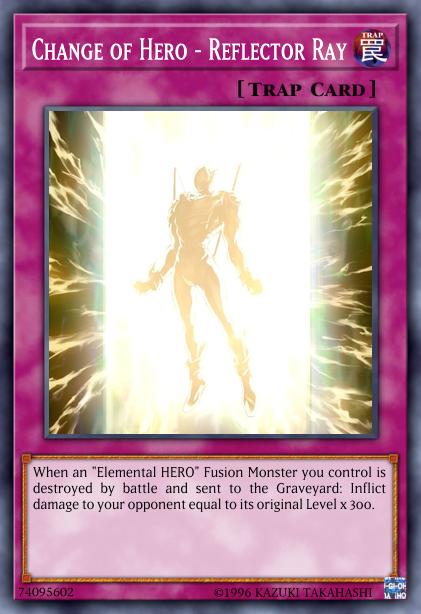 CHANGE OF HERO - REFLECTOR RAY
TRAP
罠
[TRAP CARD]
When an "Elemental HERO" Fusion Monster you control is
destroyed by battle and sent to the Graveyard: Inflict
damage to your opponent equal to its original Level x 300.
74095602
©1996 KAZUKI TAKAHASHI